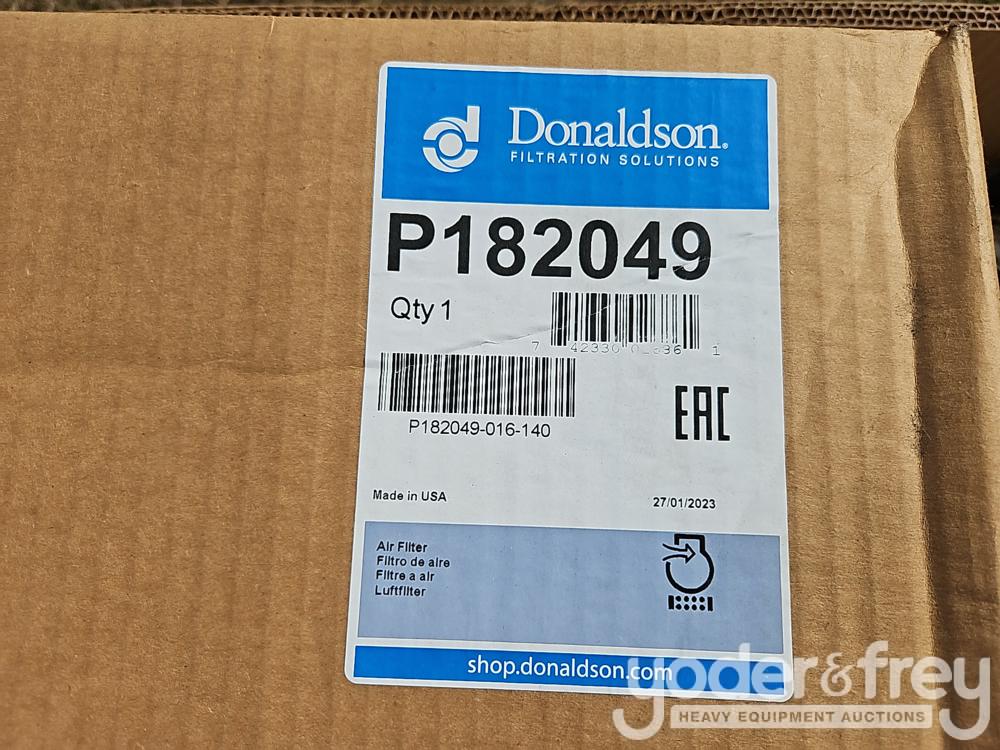 Donaldson.
FILTRATION SOLUTIONS
P182049
Qty 1
P182049-016-140
EAC
Made in USA
27/01/2023
Air Filter
Filtro de aire
Filtre a air
Luftfilter
shop.donaldson.com
yoder&frey
HEAVY EQUIPMENT AUCTIONS